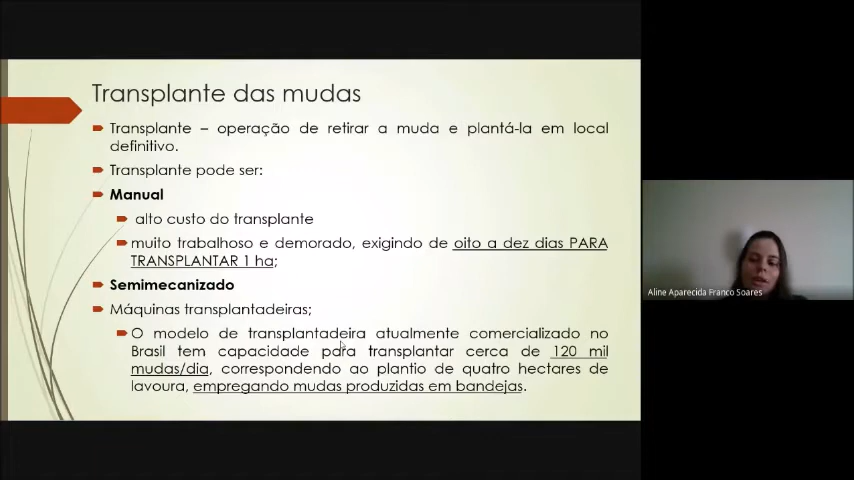 Transplante das mudas
Transplante – operação de retirar a muda e plantá-la em local
definitivo.
Transplante pode ser:
Manual
alto custo do transplante
muito trabalhoso e demorado, exigindo de oito a dez dias PARA
TRANSPLANTAR 1 ha;
Semimecanizado
Máquinas transplantadeiras;
O modelo de transplantadeira atualmente comercializado no
Brasil tem capacidade para transplantar cerca de 120 mil
mudas/dia, correspondendo ao plantio de quatro hectares de
lavoura, empregando mudas produzidas em bandejas.
Aline Aparecida Franco Soares